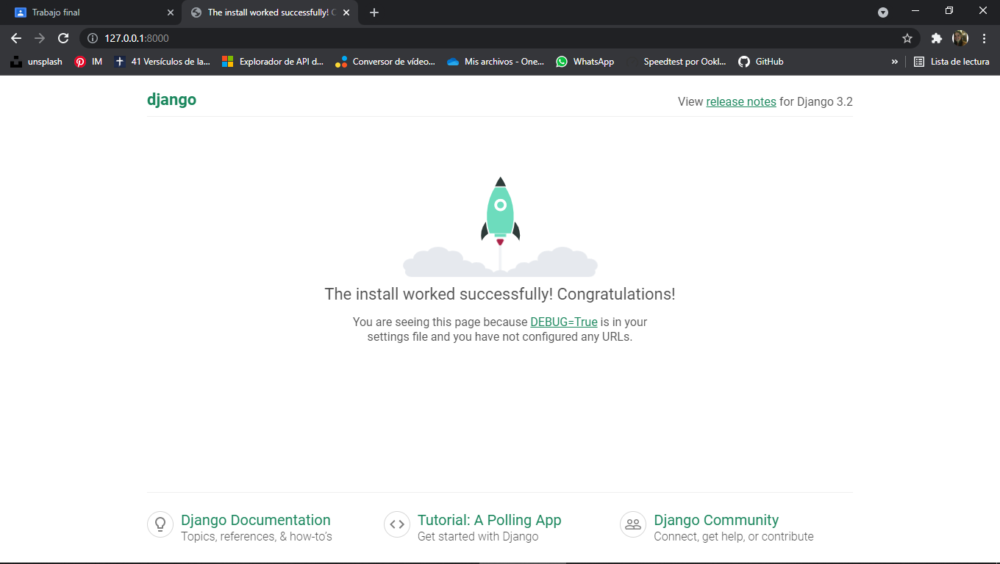 Trabajo final
The install worked successfully! C
127.0.0.1:8000
unsplash
IM
41 Versículos de la...
Explorador de API d...
Conversor de vídeo...
Mis archivos - One...
WhatsApp
Speedtest por Ookl...
GitHub
»
Lista de lectura
django
View release notes for Django 3.2
The install worked successfully! Congratulations!
You are seeing this page because DEBUG=True is in your
settings file and you have not configured any URLs.
Django Documentation
Topics, references, & how-to's
Tutorial: A Polling App
Get started with Django
Django Community
Connect, get help, or contribute